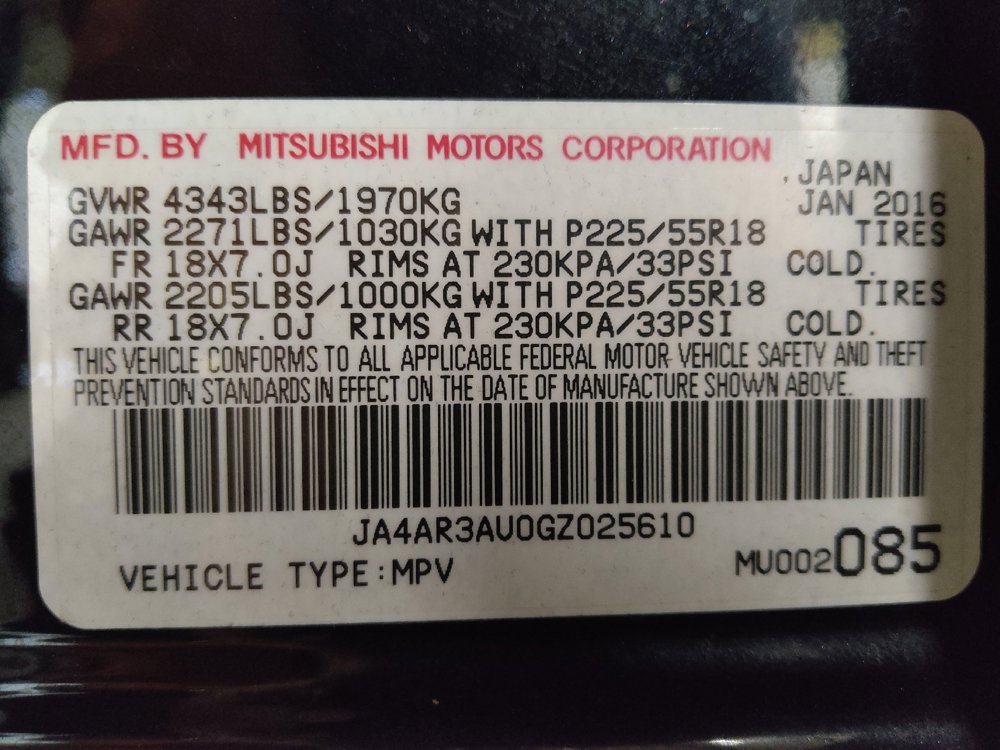 MFD. BY MITSUBISHI MOTORS CORPORATION
JAPAN
GVWR 4343LBS/1970KG JAN 2016
GAWR 2271LBS/1030KG WITH P225/55R18 TIRES
FR 18X7.0J RIMS AT 230KPA/33PSI COLD.
GAWR 2205LBS/1000KG WITH P225/55R18 TIRES
RR 18X7.0J RIMS AT 230KPA/33PSI COLD.
THIS VEHICLE CONFORMS TO ALL APPLICABLE FEDERAL MOTOR VEHICLE SAFETY AND THEFT
PREVENTION STANDARDS IN EFFECT ON THE DATE OF MANUFACTURE SHOWN ABOVE.
JA4AR3AU0GZ025610
VEHICLE TYPE:MPV MU002085